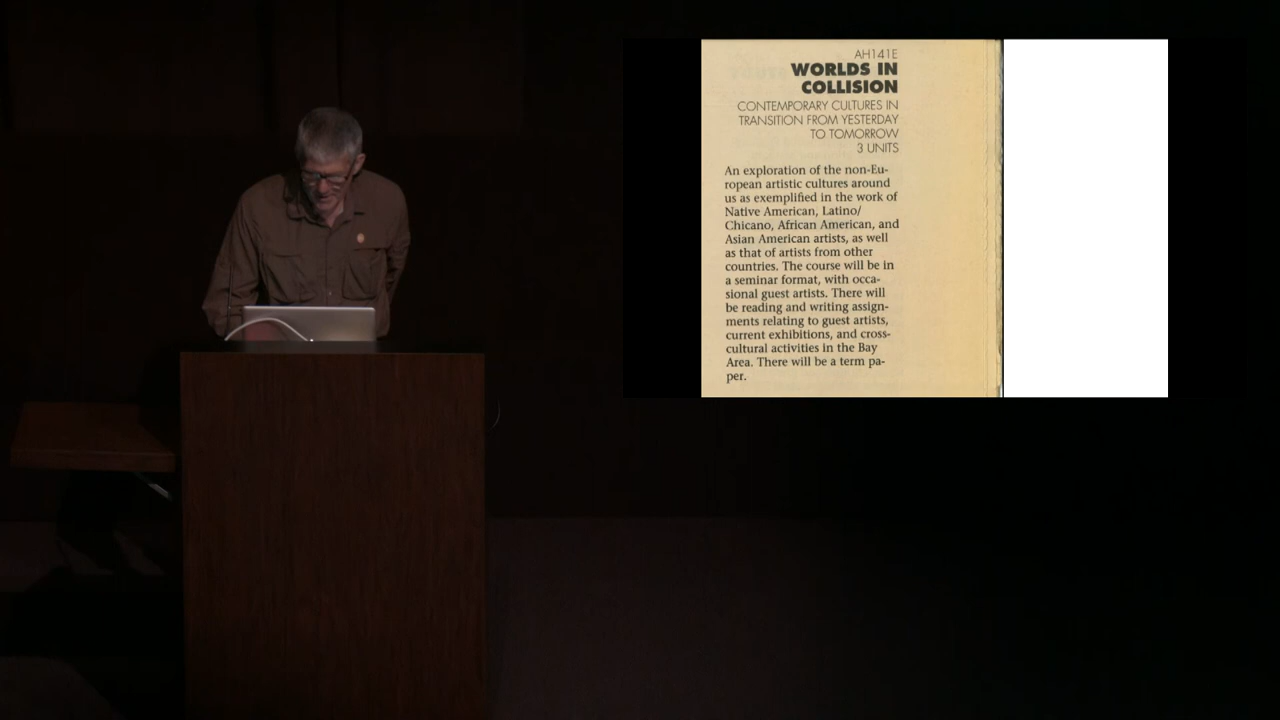 AH141E
WORLDS IN
COLLISION
CONTEMPORARY CULTURES IN
TRANSITION FROM YESTERDAY
TO TOMORROW
3 UNITS
An exploration of the non-Eu-
ropean artistic cultures around
us as exemplified in the work of
Native American, Latino/
Chicano, African American, and
Asian American artists, as well
as that of artists from other
countries. The course will be in
a seminar format, with occa-
sional guest artists. There will
be reading and writing assign-
ments relating to guest artists,
current exhibitions, and cross-
cultural activities in the Bay
Area. There will be a term pa-
per.